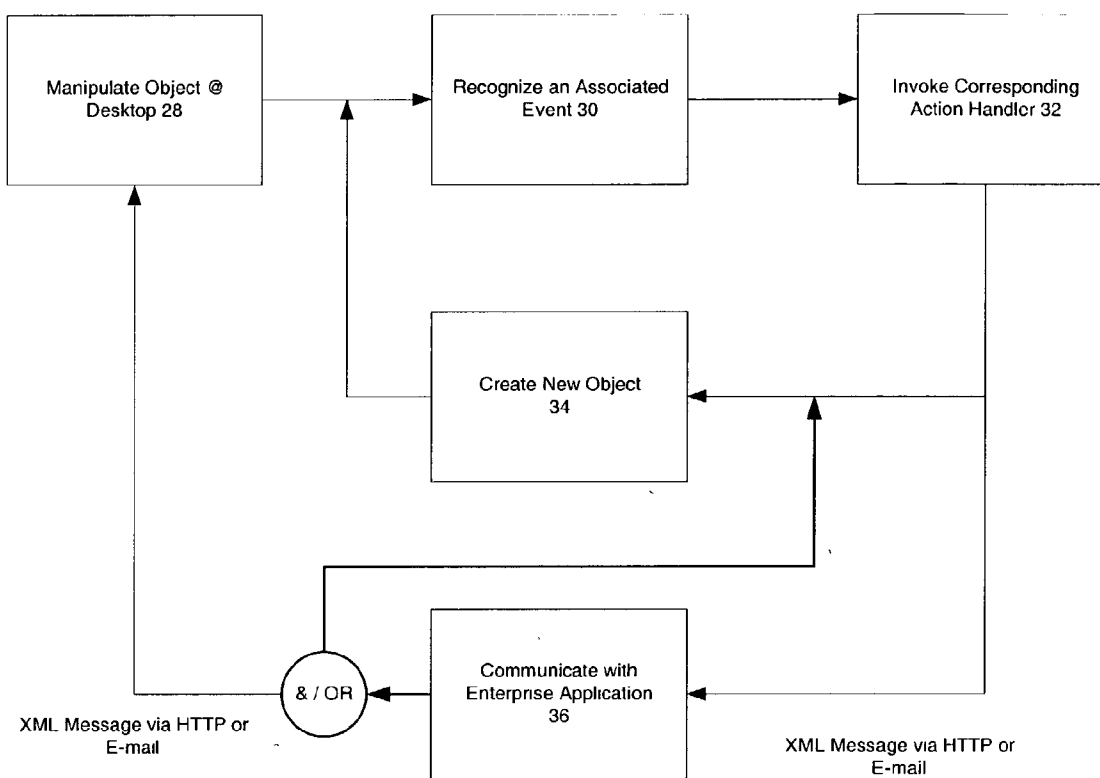 Manipulate Object @
Desktop 28
Recognize an Associated
Event 30
Invoke Corresponding
Action Handler 32
Create New Object
34
& / OR
Communicate with
Enterprise Application
36
XML Message via HTTP or
E-mail
XML Message via HTTP or
E-mail